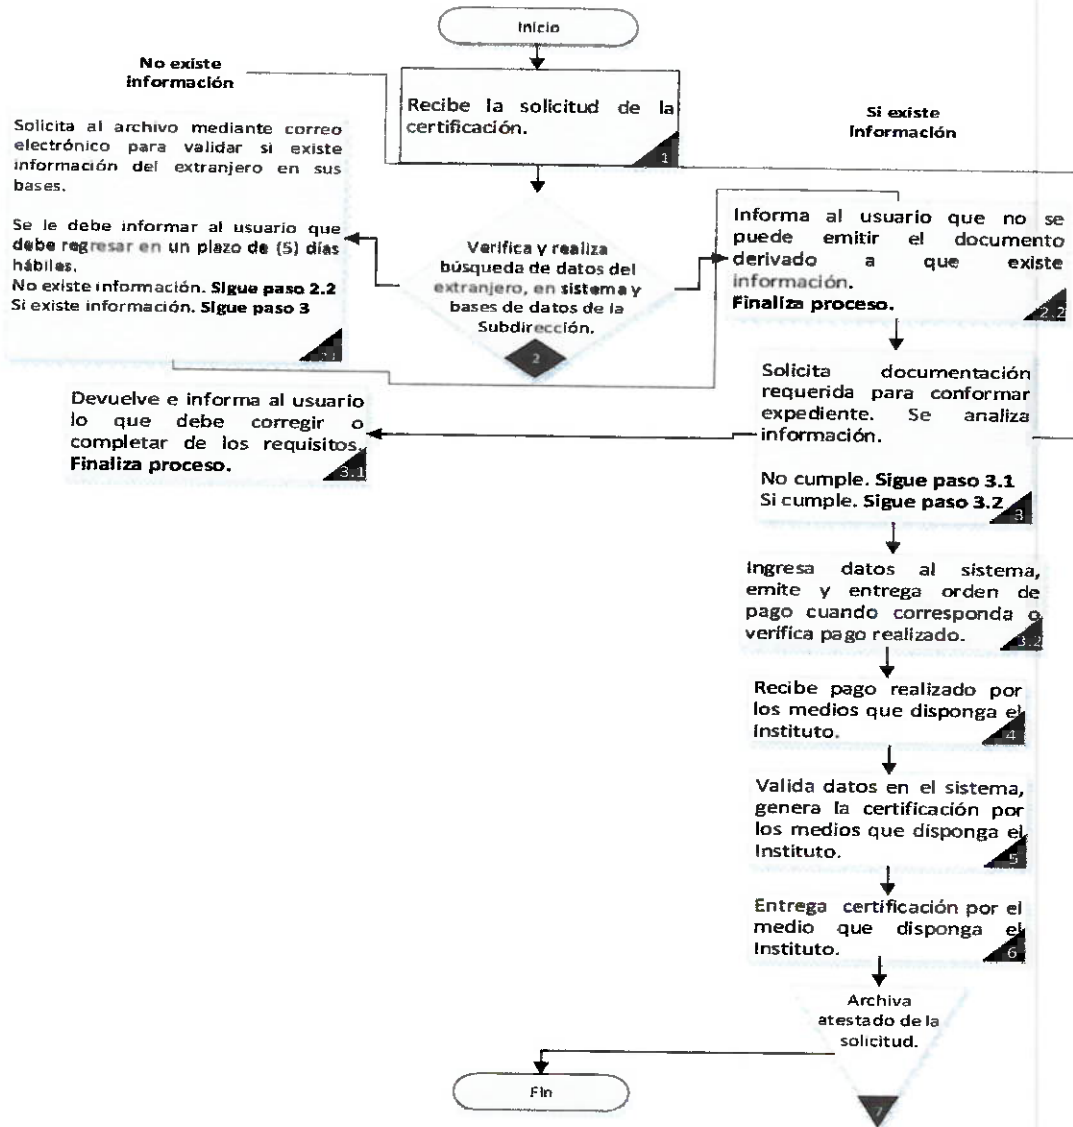 Inicio
No existe
información
Recibe la solicitud de la
certificación.
1
Si existe
información
Solicita al archivo mediante correo
electrónico para validar si existe
información del extranjero en sus
bases.
Se le debe informar al usuario que
debe regresar en un plazo de (5) días
hábiles.
No existe información. Sigue paso 2.2
Si existe información. Sigue paso 3
2.1
Verifica y realiza
búsqueda de datos del
extranjero, en sistema y
bases de datos de la
Subdirección.
2
Informa al usuario que no se
puede emitir el documento
derivado a que existe
información.
Finaliza proceso.
2.2
Devuelve e informa al usuario
lo que debe corregir o
completar de los requisitos.
Finaliza proceso.
3.1
Solicita documentación
requerida para conformar
expediente. Se analiza
información.
No cumple. Sigue paso 3.1
Si cumple. Sigue paso 3.2
3
Ingresa datos al sistema,
emite y entrega orden de
pago cuando corresponda o
verifica pago realizado.
3.2
Recibe pago realizado por
los medios que disponga el
Instituto.
4
Valida datos en el sistema,
genera la certificación por
los medios que disponga el
Instituto.
5
Entrega certificación por el
medio que disponga el
Instituto.
6
Archiva
atestado de la
solicitud.
7
Fin